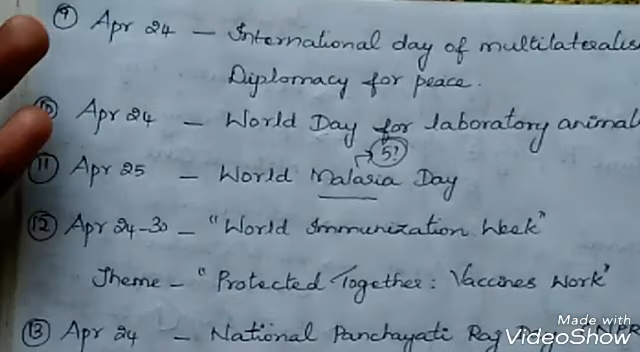 9 Apr 24 - International day of multilateralis
Diplomacy for peace.
10 Apr 24 - World Day for laboratory animal
5?
11 Apr 25 - World Malaria Day
12 Apr 24-30 - "World Immunization Week"
Theme - "Protected Together: Vaccines Work"
13 Apr 24 - National Panchayati Raj Day
Made with
VideoShow